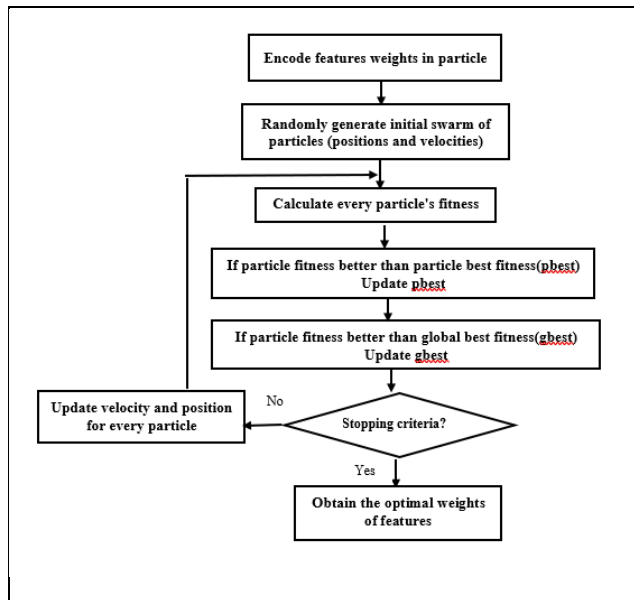 Encode features weights in particle
Randomly generate initial swarm of
particles (positions and velocities)
Calculate every particle's fitness
If particle fitness better than particle best fitness(pbest)
Update pbest
If particle fitness better than global best fitness(gbest)
Update gbest
Stopping criteria?
No
Update velocity and position
for every particle
Yes
Obtain the optimal weights
of features